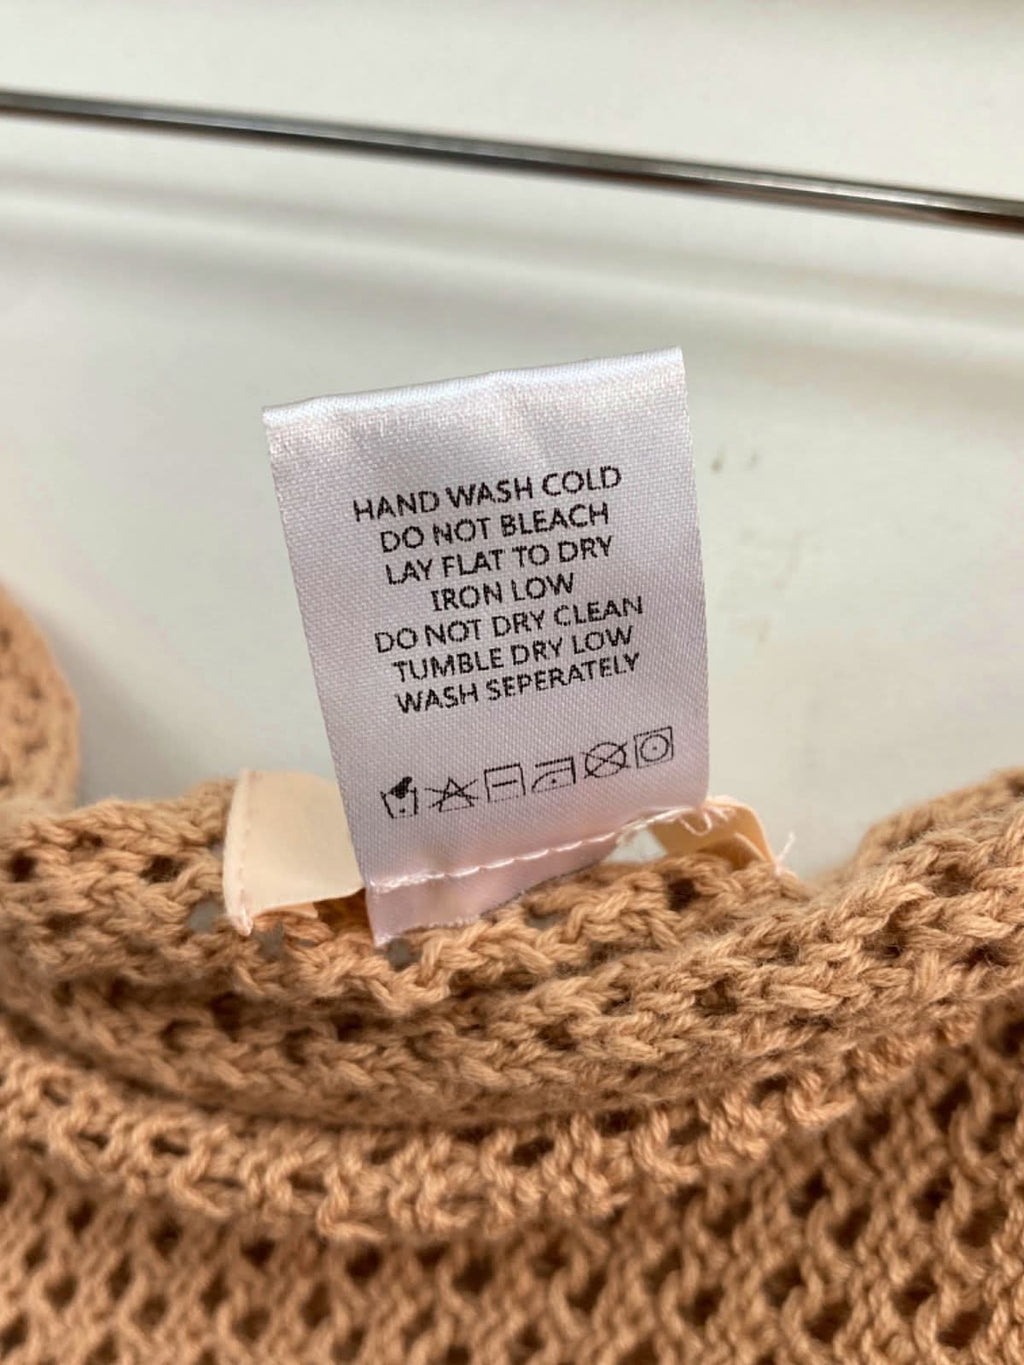 HAND WASH COLD
DO NOT BLEACH
LAY FLAT TO DRY
IRON LOW
DO NOT DRY CLEAN
TUMBLE DRY LOW
WASH SEPERATELY